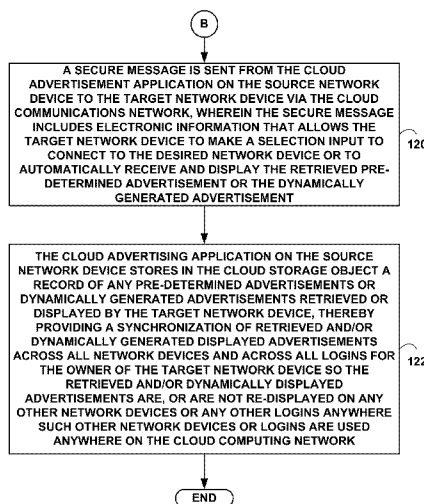 B
A SECURE MESSAGE IS SENT FROM THE CLOUD
ADVERTISEMENT APPLICATION ON THE SOURCE NETWORK
DEVICE TO THE TARGET NETWORK DEVICE VIA THE CLOUD
COMMUNICATIONS NETWORK, WHEREIN THE SECURE MESSAGE
INCLUDES ELECTRONIC INFORMATION THAT ALLOWS THE
TARGET NETWORK DEVICE TO MAKE A SELECTION INPUT TO
CONNECT TO THE DESIRED NETWORK DEVICE OR TO
AUTOMATICALLY RECEIVE AND DISPLAY THE RETRIEVED PRE-
DETERMINED ADVERTISEMENT OR THE DYNAMICALLY
GENERATED ADVERTISEMENT
120
THE CLOUD ADVERTISING APPLICATION ON THE SOURCE
NETWORK DEVICE STORES IN THE CLOUD STORAGE OBJECT A
RECORD OF ANY PRE-DETERMINED ADVERTISEMENTS OR
DYNAMICALLY GENERATED ADVERTISEMENTS RETRIEVED OR
DISPLAYED BY THE TARGET NETWORK DEVICE, THEREBY
PROVIDING A SYNCHRONIZATION OF RETRIEVED AND/OR
DYNAMICALLY GENERATED DISPLAYED ADVERTISEMENTS
ACROSS ALL NETWORK DEVICES AND ACROSS ALL LOGINS FOR
THE OWNER OF THE TARGET NETWORK DEVICE SO THE
RETRIEVED AND/OR DYNAMICALLY DISPLAYED
ADVERTISEMENTS ARE, OR ARE NOT RE-DISPLAYED ON ANY
OTHER NETWORK DEVICES OR ANY OTHER LOGINS ANYWHERE
SUCH OTHER NETWORK DEVICES OR LOGINS ARE USED
ANYWHERE ON THE CLOUD COMPUTING NETWORK
122
END